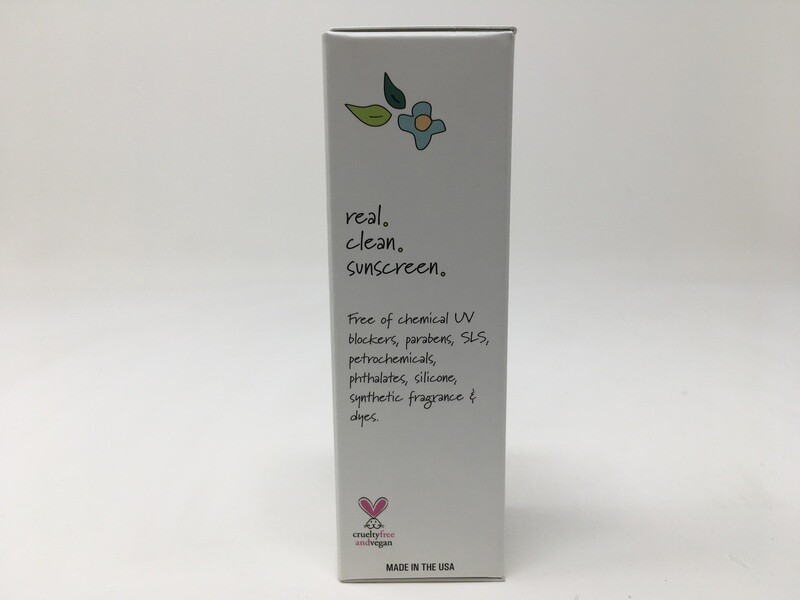 real.
clean.
sunscreen.
Free of chemical UV
blockers, parabens, SLS,
petrochemicals,
phthalates, silicone,
synthetic fragrance &
dyes.
crueltyfree
andvegan
MADE IN THE USA